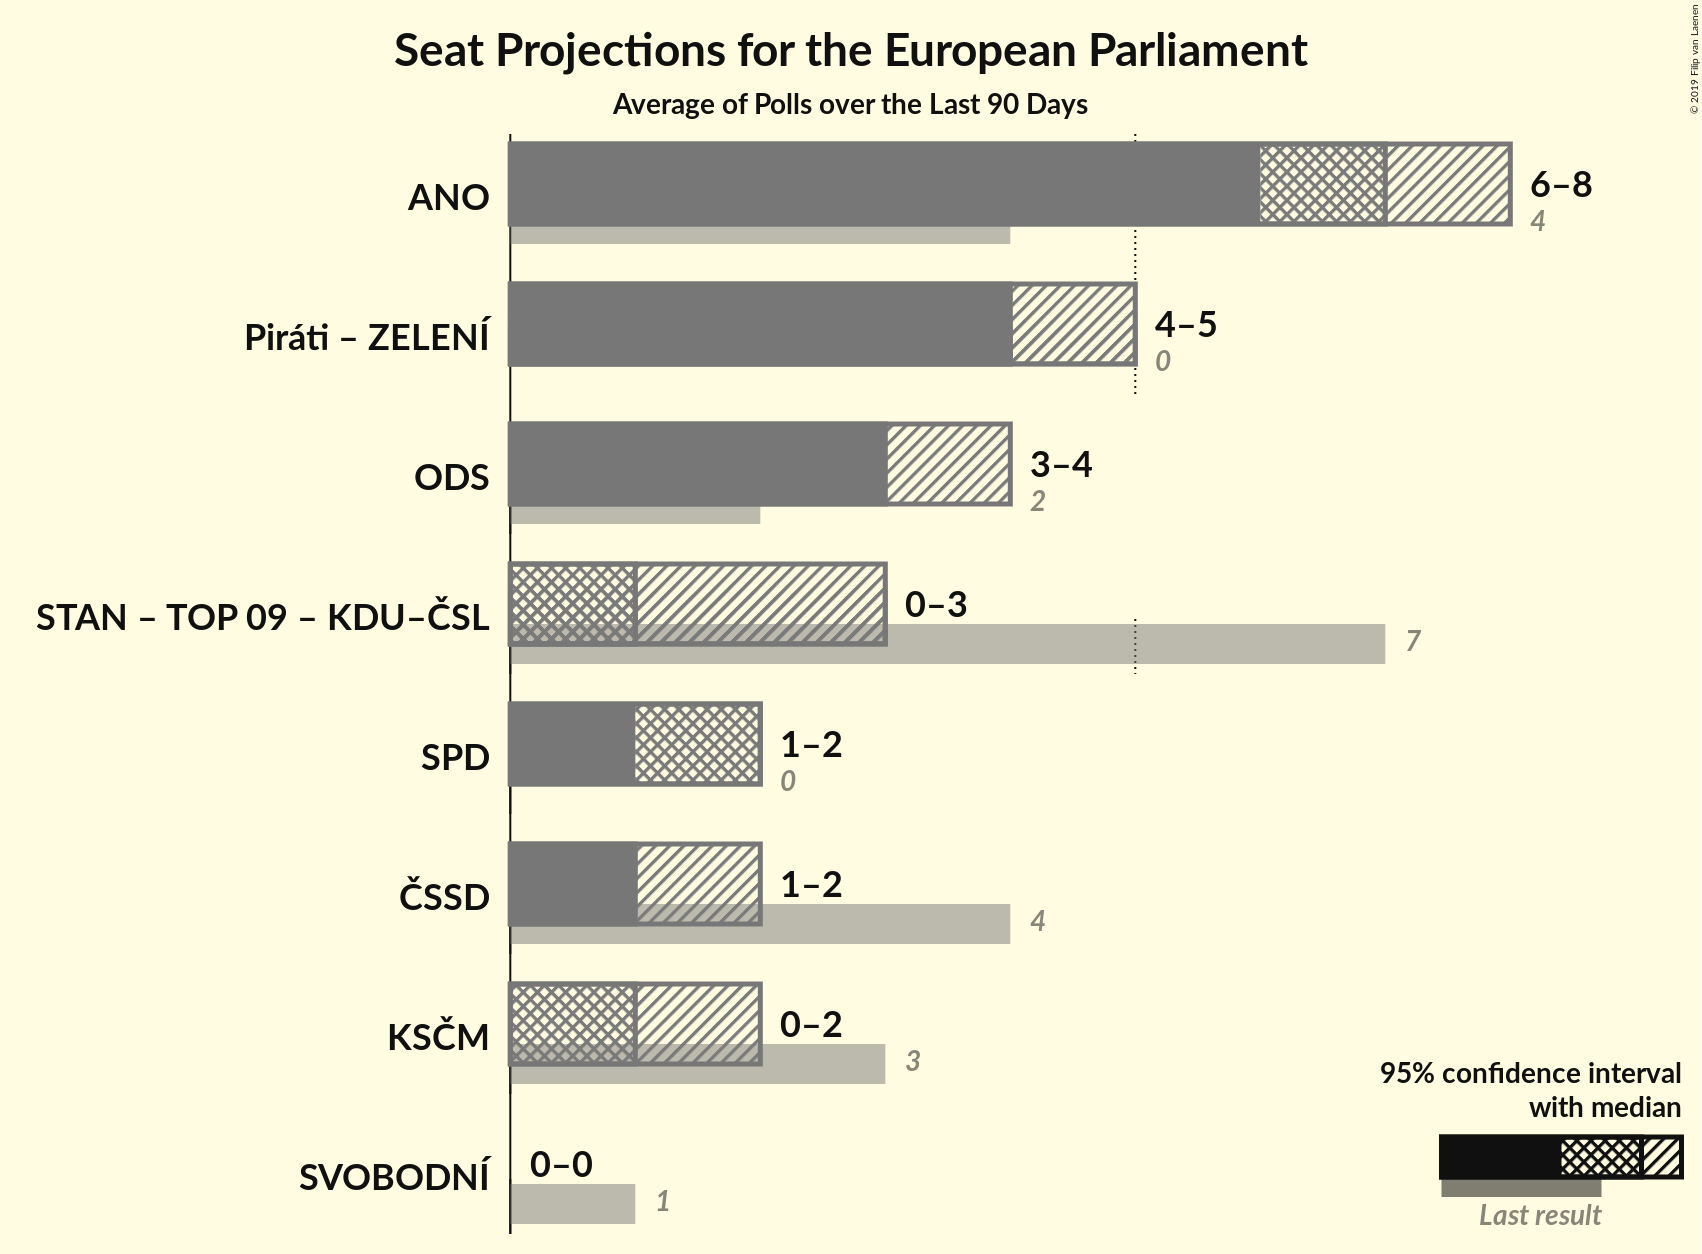 Seat Projections for the European Parliament
Average of Polls over the Last 90 Days
© 2019 Filip van Laenen
ANO
6–8
4
Piráti – ZELENÍ
4–5
0
ODS
3–4
2
STAN – TOP 09 – KDU–ČSL
0–3
7
SPD
1–2
0
ČSSD
1–2
4
KSČM
0–2
3
SVOBODNÍ
0–0
1
95% confidence interval
with median
Last result